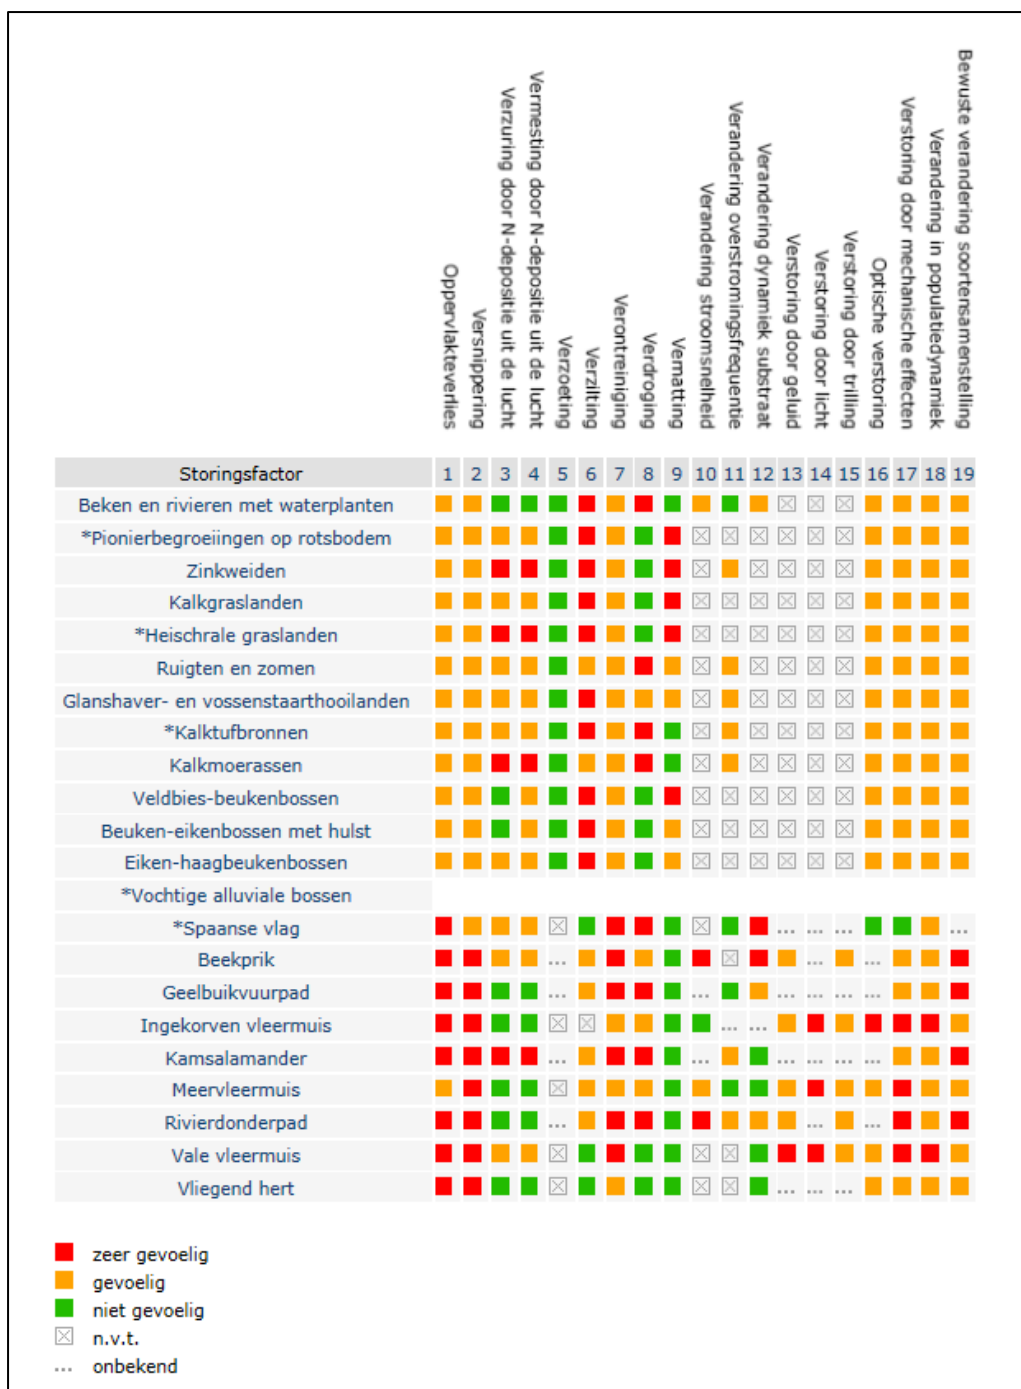 Oppervlakteverlies
Versnippering
Verzuring door N-depositie uit de lucht
Vermesting door N-depositie uit de lucht
Verzoeting
Verzilting
Verontreiniging
Verdroging
Vernatting
Verandering stroomsnelheid
Verandering overstromingsfrequentie
Verandering dynamiek substraat
Verstoring door geluid
Verstoring door licht
Verstoring door trilling
Optische verstoring
Verstoring door mechanische effecten
Verandering in populatiedynamiek
Bewuste verandering soortensamenstelling
Storingsfactor 1 2 3 4 5 6 7 8 9 10 11 12 13 14 15 16 17 18 19
Beken en rivieren met waterplanten
*Pionierbegroeiingen op rotsbodem
Zinkweiden
Kalkgraslanden
*Heischrale graslanden
Ruigten en zomen
Glanshaver- en vossenstaarthooilanden
*Kalktufbronnen
Kalkmoerassen
Veldbies-beukenbossen
Beuken-eikenbossen met hulst
Eiken-haagbeukenbossen
*Vochtige alluviale bossen
*Spaanse vlag ... ... ... ...
Beekprik ... ... ...
Geelbuikvuurpad ... ... ... ... ... ...
Ingekorven vleermuis ... ...
Kamsalamander ... ... ... ... ... ...
Meervleermuis
Rivierdonderpad ... ... ...
Vale vleermuis
Vliegend hert ... ... ...
zeer gevoelig
gevoelig
niet gevoelig
n.v.t.
... onbekend